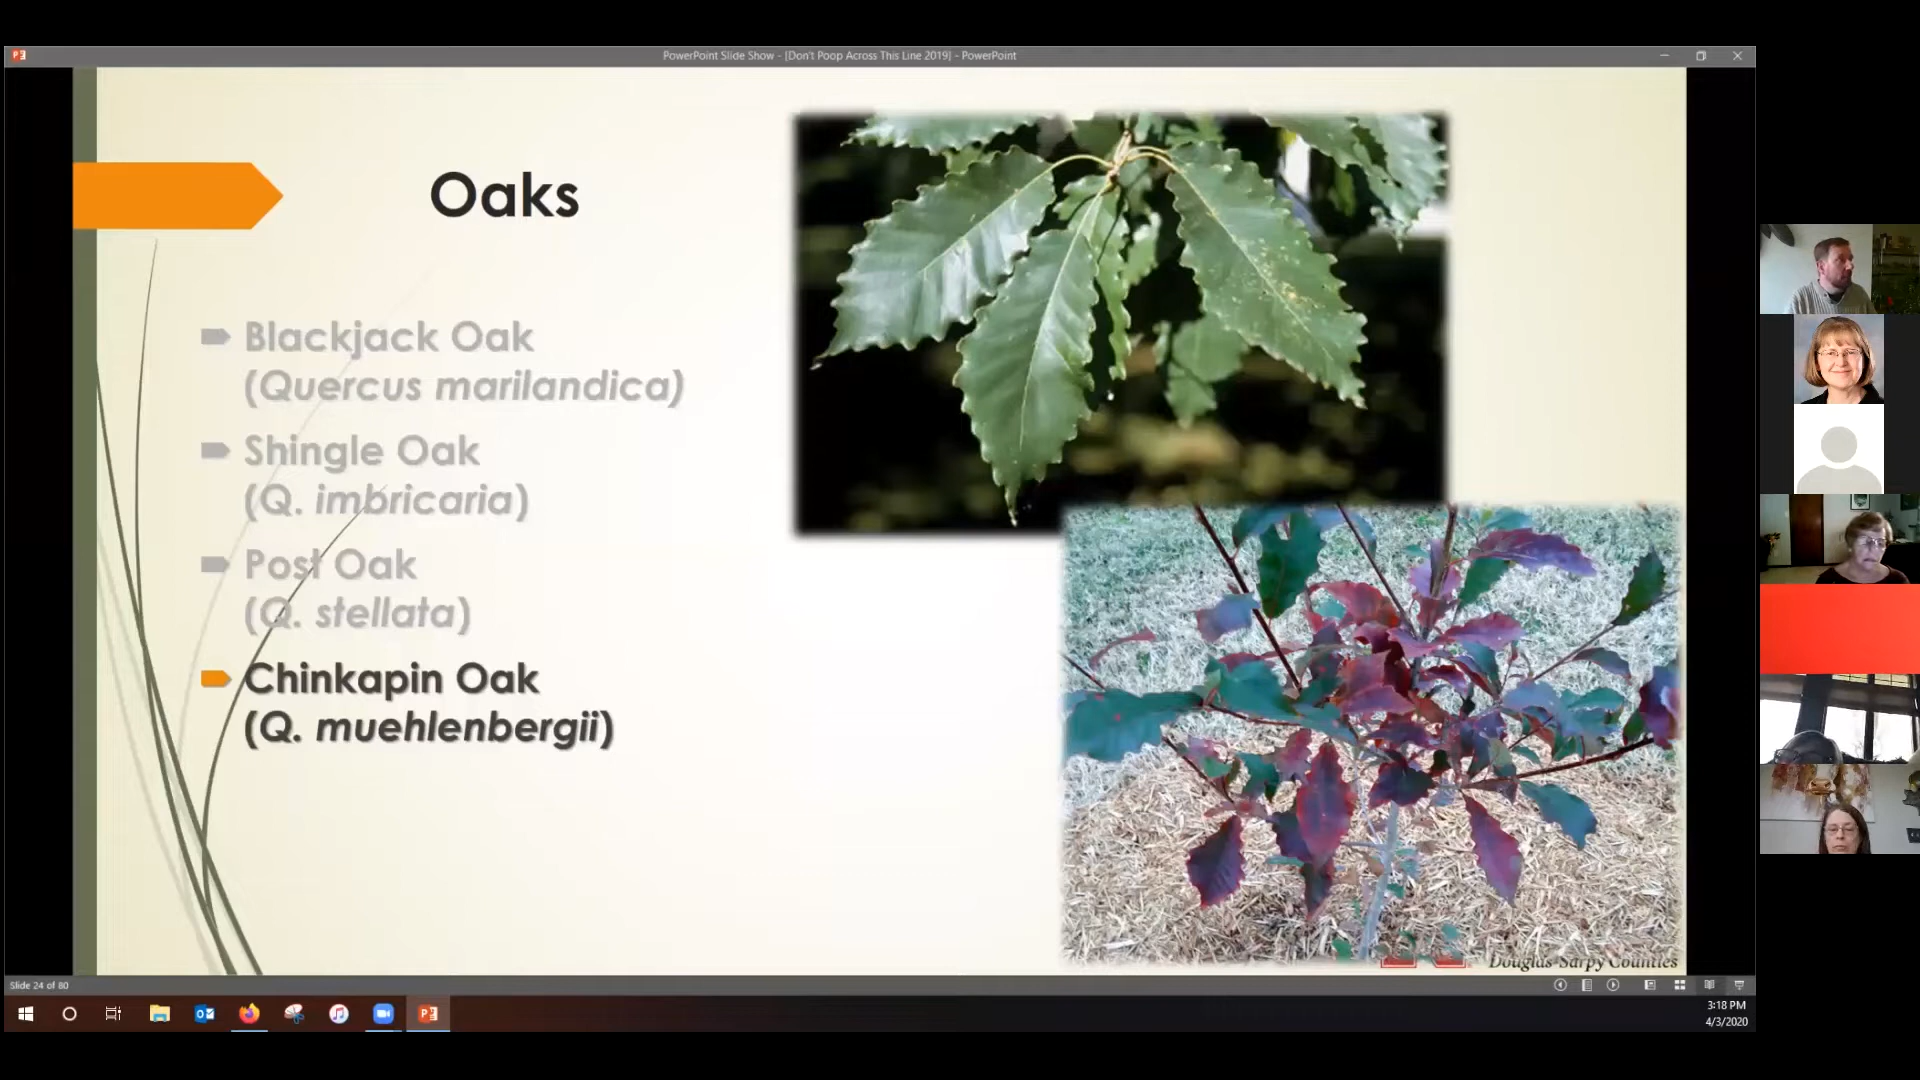 PowerPoint Slide Show - [Don't Poop Across This Line 2019] - PowerPoint
Oaks
Blackjack Oak
(Quercus marilandica)
Shingle Oak
(Q. imbricaria)
Post Oak
(Q. stellata)
Chinkapin Oak
(Q. muehlenbergii)
Douglas-Sarpy Counties
Slide 24 of 80
3:18 PM
4/3/2020